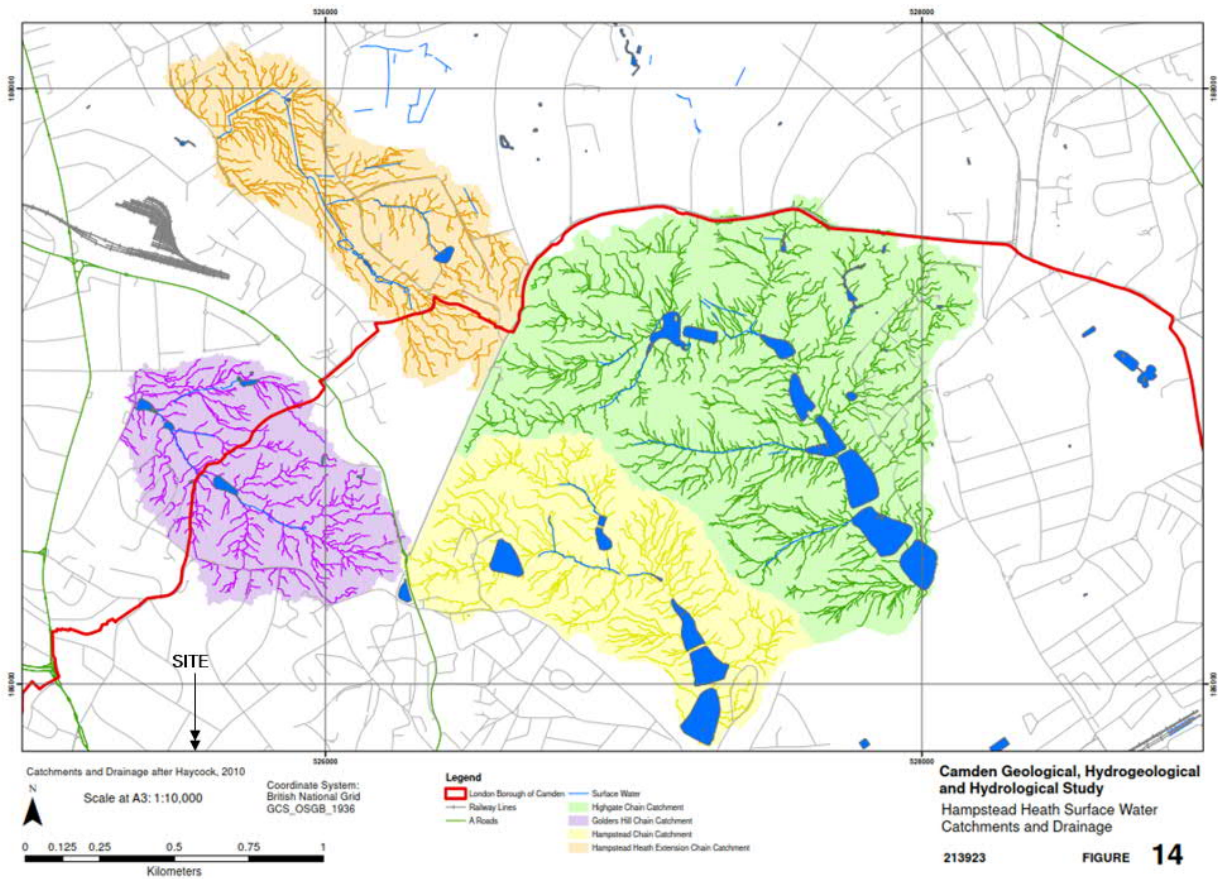 526000
528000
188000
188000
SITE
186000
186000
526000
528000
Catchments and Drainage after Haycock, 2010
N
Scale at A3: 1:10,000
Coordinate System:
British National Grid
GCS_OSGB_1936
0 0.125 0.25 0.5 0.75 1
Kilometers
Legend
London Borough of Camden
Railway Lines
A Roads
Surface Water
Highgate Chain Catchment
Golders Hill Chain Catchment
Hampstead Chain Catchment
Hampstead Heath Extension Chain Catchment
Camden Geological, Hydrogeological
and Hydrological Study
Hampstead Heath Surface Water
Catchments and Drainage
213923 FIGURE 14